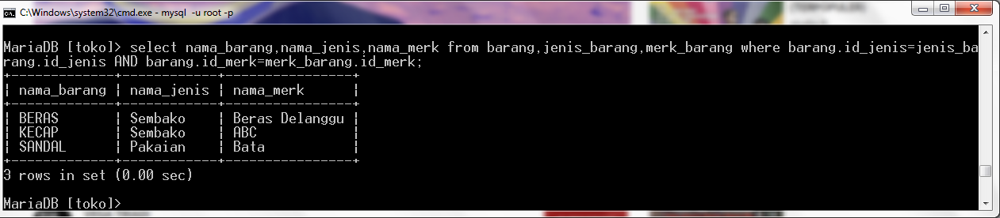 C:\Windows\system32\cmd.exe - mysql -u root -p
MariaDB [toko]> select nama_barang,nama_jenis,nama_merk from barang,jenis_barang,merk_barang where barang.id_jenis=jenis_ba
rang.id_jenis AND barang.id_merk=merk_barang.id_merk;
+-------------+------------+----------------+
| nama_barang | nama_jenis | nama_merk      |
+-------------+------------+----------------+
| BERAS       | Sembako    | Beras Delanggu |
| KECAP       | Sembako    | ABC            |
| SANDAL      | Pakaian    | Bata           |
+-------------+------------+----------------+
3 rows in set (0.00 sec)
MariaDB [toko]>